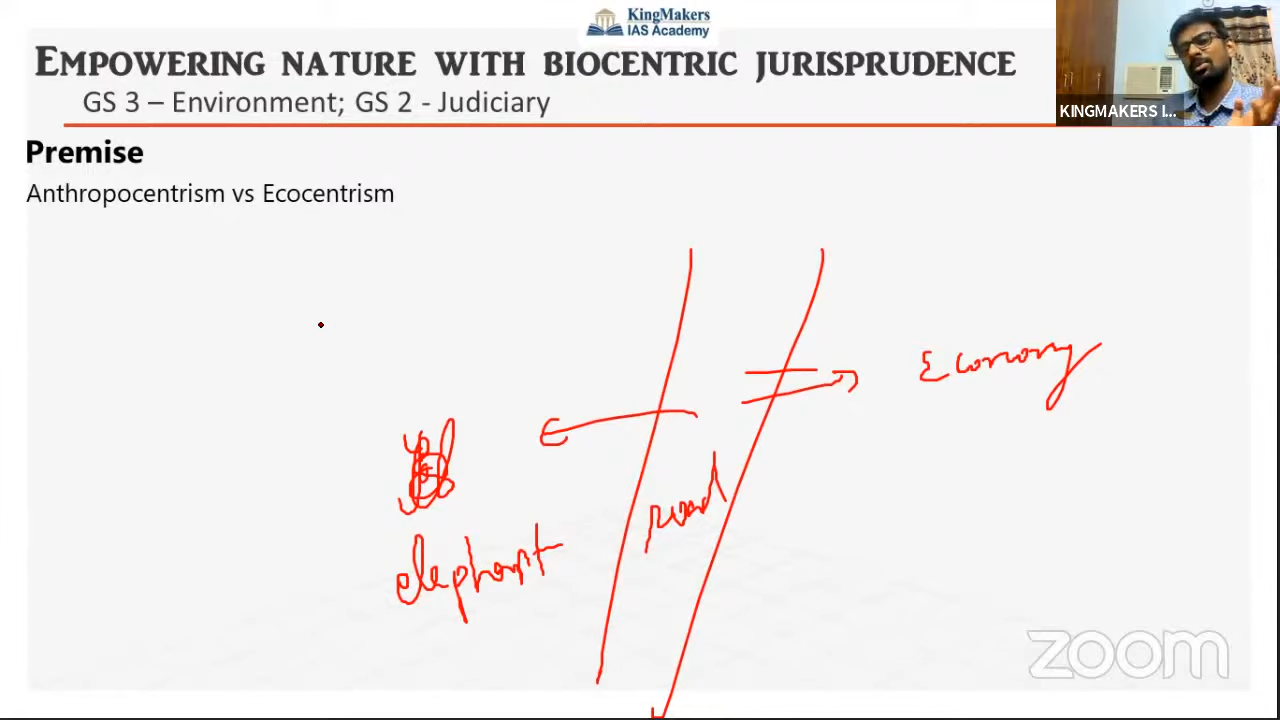 KingMakers
IAS Academy
EMPOWERING NATURE WITH BIOCENTRIC JURISPRUDENCE
GS 3 – Environment; GS 2 - Judiciary
KINGMAKERS I...
Premise
Anthropocentrism vs Ecocentrism
Economy
road
elephant
zoom